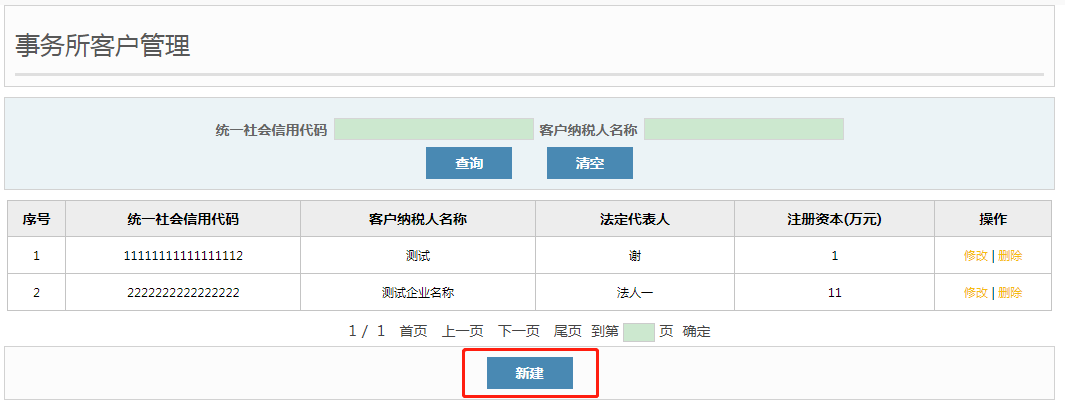 事务所客户管理
统一社会信用代码 客户纳税人名称
查询 清空
序号 统一社会信用代码 客户纳税人名称 法定代表人 注册资本(万元) 操作
1 11111111111111112 测试 谢 1 修改 | 删除
2 2222222222222222 测试企业名称 法人一 11 修改 | 删除
1 / 1 首页 上一页 下一页 尾页 到第 页 确定
新建